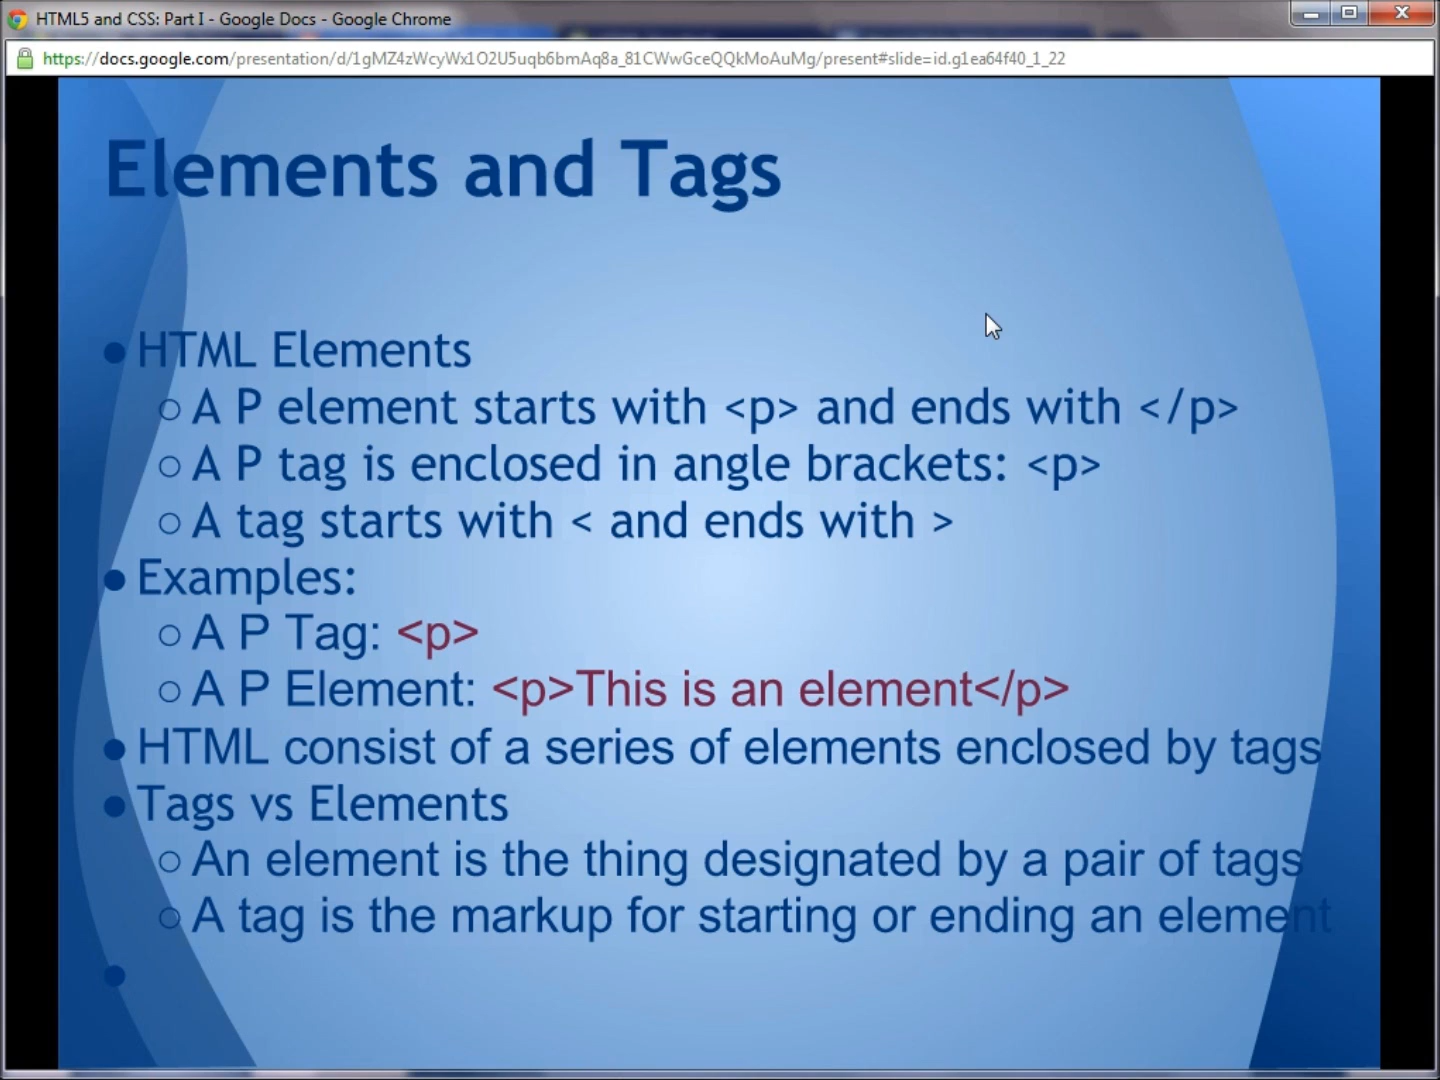 HTML5 and CSS: Part I - Google Docs - Google Chrome
https://docs.google.com/presentation/d/1gMZ4zWcyWx1O2U5uqb6bmAq8a_81CWwGceQQkMoAuMg/present#slide=id.g1ea64f40_1_22
Elements and Tags
● HTML Elements
○ A P element starts with <p> and ends with </p>
○ A P tag is enclosed in angle brackets: <p>
○ A tag starts with < and ends with >
● Examples:
○ A P Tag: <p>
○ A P Element: <p>This is an element</p>
● HTML consist of a series of elements enclosed by tags
● Tags vs Elements
○ An element is the thing designated by a pair of tags
○ A tag is the markup for starting or ending an element
●